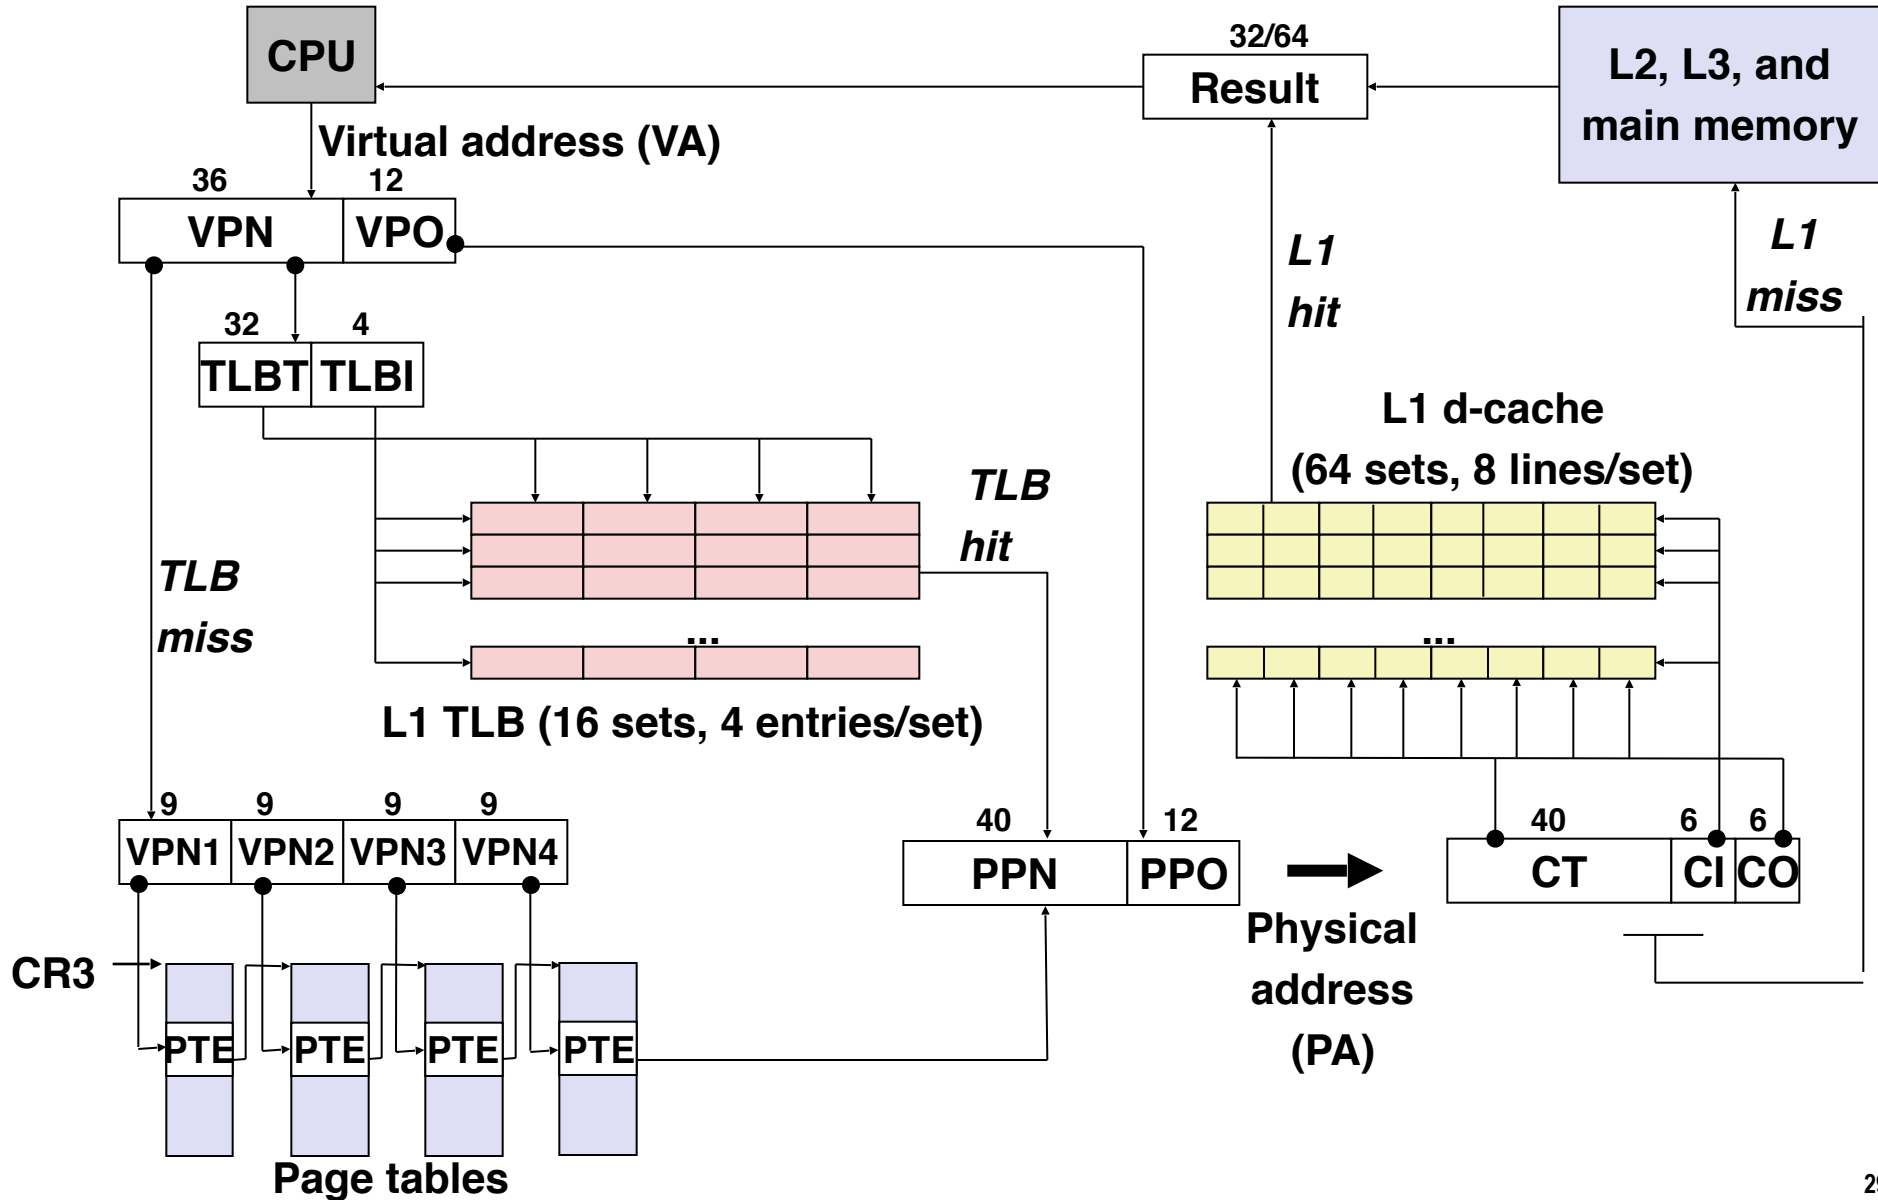 CPU
32/64
Result
L2, L3, and
main memory
Virtual address (VA)
36 12
VPN VPO
L1
hit
L1
miss
32 4
TLBT TLBI
L1 d-cache
(64 sets, 8 lines/set)
TLB
hit
TLB
miss
...
...
L1 TLB (16 sets, 4 entries/set)
9 9 9 9
VPN1 VPN2 VPN3 VPN4
40 12
PPN PPO
40 6 6
CT CI CO
Physical
address
(PA)
CR3
PTE PTE PTE PTE
Page tables
29